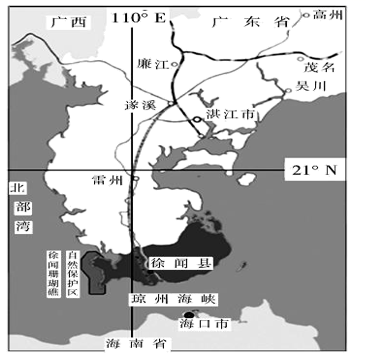 广西
110° E
广东省
高州
廉江
茂名
吴川
遂溪
湛江市
21° N
雷州
北部湾
徐闻珊瑚礁
自然保护区
徐闻县
琼州海峡
海口市
海南省